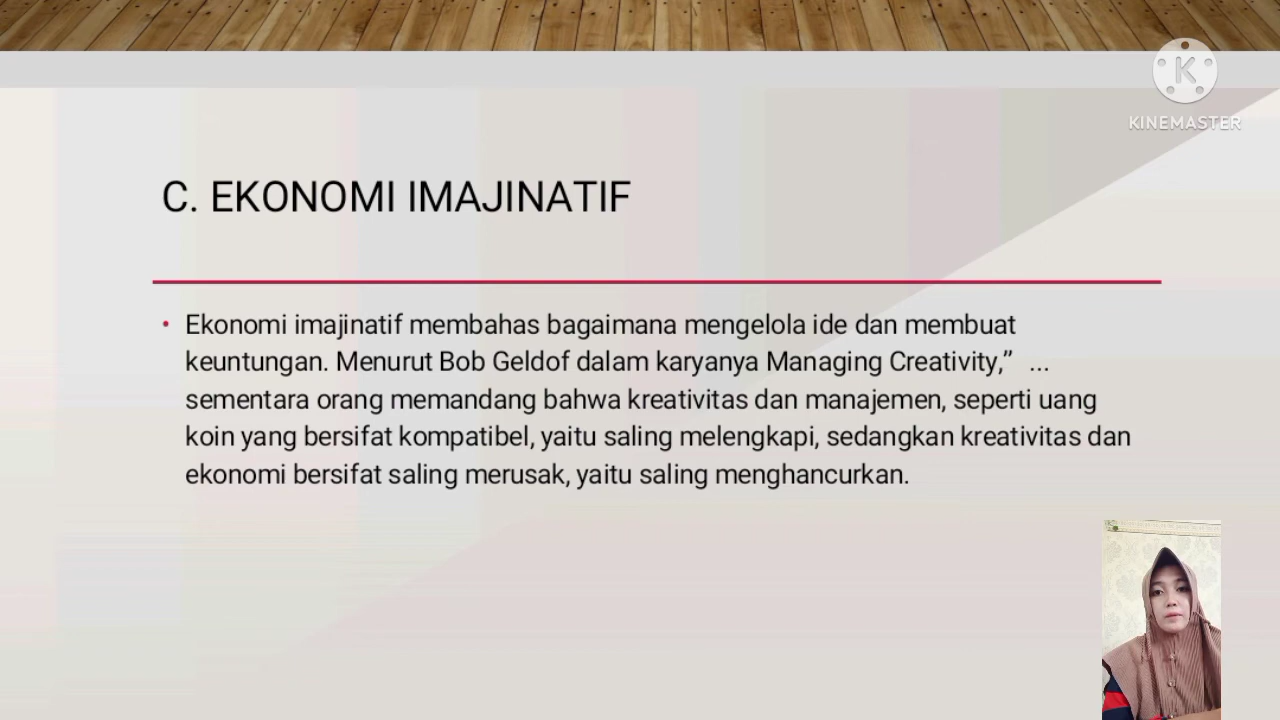 KINEMASTER
C. EKONOMI IMAJINATIF
• Ekonomi imajinatif membahas bagaimana mengelola ide dan membuat
keuntungan. Menurut Bob Geldof dalam karyanya Managing Creativity,” ...
sementara orang memandang bahwa kreativitas dan manajemen, seperti uang
koin yang bersifat kompatibel, yaitu saling melengkapi, sedangkan kreativitas dan
ekonomi bersifat saling merusak, yaitu saling menghancurkan.